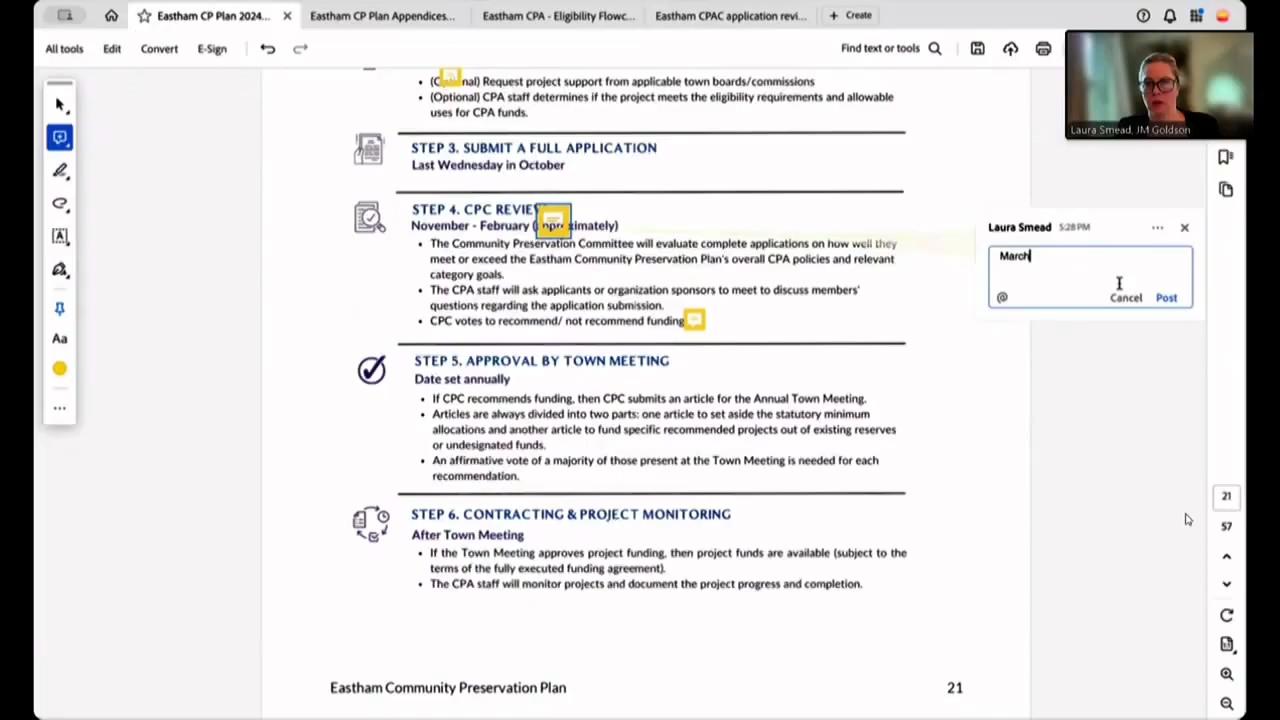 Eastham CP Plan 2024...
Eastham CP Plan Appendices...
Eastham CPA - Eligibility Flowc...
Eastham CPAC application revi...
+ Create
All tools
Edit
Convert
E-Sign
Find text or tools
Laura Smead, JM Goldson
• (O nal) Request project support from applicable town boards/commissions
• (Optional) CPA staff determines if the project meets the eligibility requirements and allowable
uses for CPA funds.
STEP 3. SUBMIT A FULL APPLICATION
Last Wednesday in October
STEP 4. CPC REVIE
November - February ( imately)
• The Community Preservation Committee will evaluate complete applications on how well they
meet or exceed the Eastham Community Preservation Plan's overall CPA policies and relevant
category goals.
• The CPA staff will ask applicants or organization sponsors to meet to discuss members'
questions regarding the application submission.
• CPC votes to recommend/ not recommend funding
Laura Smead 5:28 PM
March
@
Cancel
Post
STEP 5. APPROVAL BY TOWN MEETING
Date set annually
• If CPC recommends funding, then CPC submits an article for the Annual Town Meeting.
• Articles are always divided into two parts: one article to set aside the statutory minimum
allocations and another article to fund specific recommended projects out of existing reserves
or undesignated funds.
• An affirmative vote of a majority of those present at the Town Meeting is needed for each
recommendation.
STEP 6. CONTRACTING & PROJECT MONITORING
After Town Meeting
• If the Town Meeting approves project funding, then project funds are available (subject to the
terms of the fully executed funding agreement).
• The CPA staff will monitor projects and document the project progress and completion.
Eastham Community Preservation Plan
21
Aa
21
57